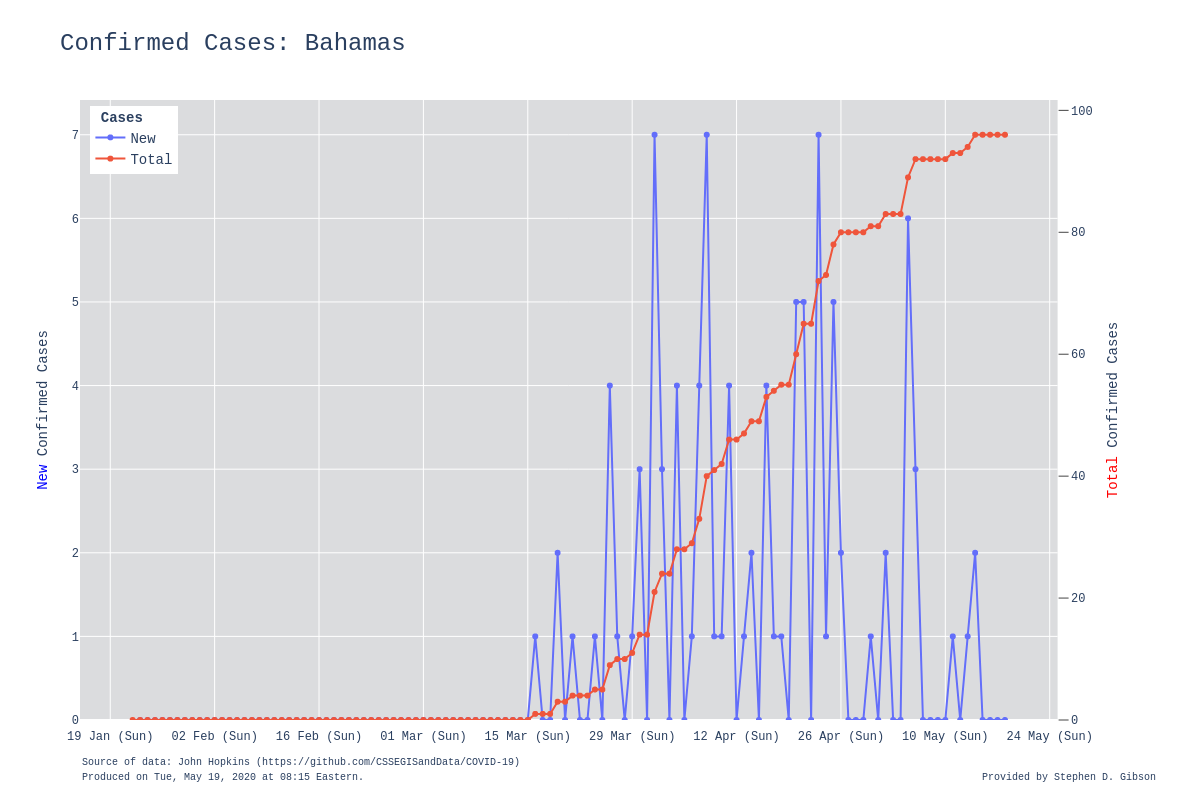 Confirmed Cases: Bahamas
Cases
New
Total
7
6
5
4
3
2
1
0
New Confirmed Cases
100
80
60
40
20
0
Total Confirmed Cases
19 Jan (Sun) 02 Feb (Sun) 16 Feb (Sun) 01 Mar (Sun) 15 Mar (Sun) 29 Mar (Sun) 12 Apr (Sun) 26 Apr (Sun) 10 May (Sun) 24 May (Sun)
Source of data: John Hopkins (https://github.com/CSSEGISandData/COVID-19)
Produced on Tue, May 19, 2020 at 08:15 Eastern.
Provided by Stephen D. Gibson